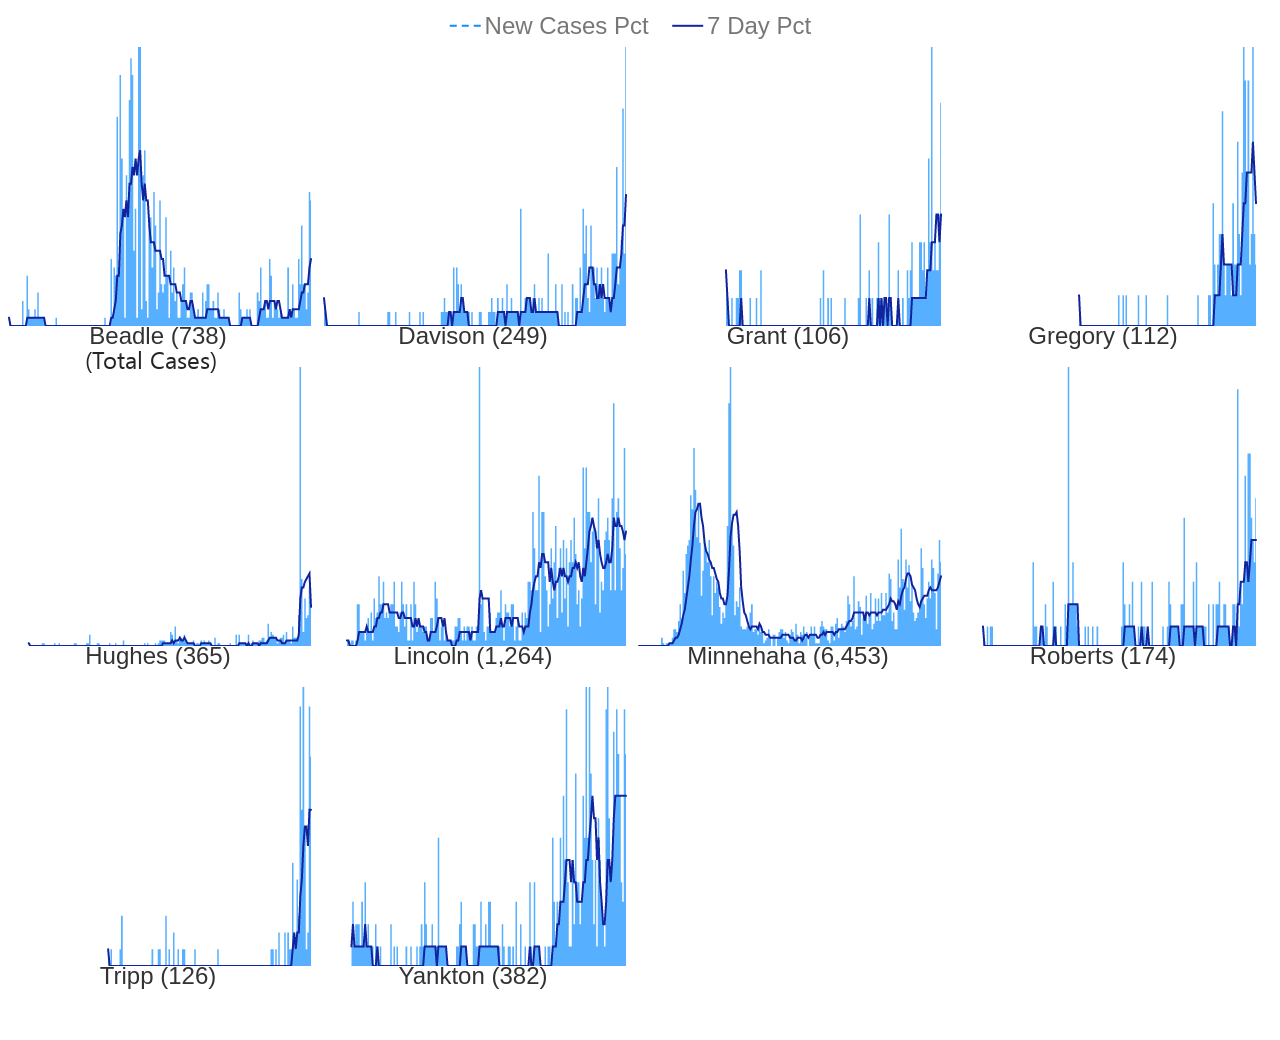 New Cases Pct 7 Day Pct
Beadle (738) Davison (249) Grant (106) Gregory (112)
(Total Cases)
Hughes (365) Lincoln (1,264) Minnehaha (6,453) Roberts (174)
Tripp (126) Yankton (382)